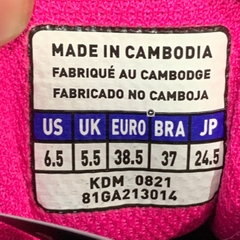 MADE IN CAMBODIA
FABRIQUÉ AU CAMBODGE
FABRICADO NO CAMBOJA
US UK EURO BRA JP
6.5 5.5 38.5 37 24.5
KDM 0821
81GA213014